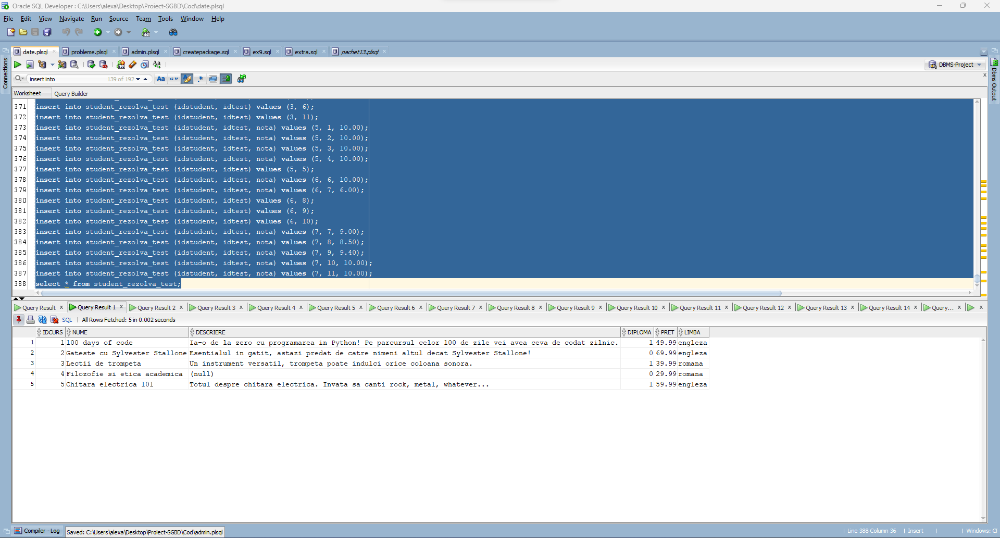 Oracle SQL Developer : C:\Users\alexa\Desktop\Proiect-SGBD\Cod\date.plsql
File Edit View Navigate Run Source Team Tools Window Help
date.plsql probleme.plsql admin.plsql createpackage.sql ex9.sql extra.sql pachet13.plsql
Connections
DBMS-Project
Dbms Output
insert into 139 of 192
Worksheet Query Builder
371 insert into student_rezolva_test (idstudent, idtest) values (3, 6);
372 insert into student_rezolva_test (idstudent, idtest) values (3, 11);
373 insert into student_rezolva_test (idstudent, idtest, nota) values (5, 1, 10.00);
374 insert into student_rezolva_test (idstudent, idtest, nota) values (5, 2, 10.00);
375 insert into student_rezolva_test (idstudent, idtest, nota) values (5, 3, 10.00);
376 insert into student_rezolva_test (idstudent, idtest, nota) values (5, 4, 10.00);
377 insert into student_rezolva_test (idstudent, idtest) values (5, 5);
378 insert into student_rezolva_test (idstudent, idtest, nota) values (6, 6, 10.00);
379 insert into student_rezolva_test (idstudent, idtest, nota) values (6, 7, 6.00);
380 insert into student_rezolva_test (idstudent, idtest) values (6, 8);
381 insert into student_rezolva_test (idstudent, idtest) values (6, 9);
382 insert into student_rezolva_test (idstudent, idtest) values (6, 10);
383 insert into student_rezolva_test (idstudent, idtest, nota) values (7, 7, 9.00);
384 insert into student_rezolva_test (idstudent, idtest, nota) values (7, 8, 8.50);
385 insert into student_rezolva_test (idstudent, idtest, nota) values (7, 9, 9.40);
386 insert into student_rezolva_test (idstudent, idtest, nota) values (7, 10, 10.00);
387 insert into student_rezolva_test (idstudent, idtest, nota) values (7, 11, 10.00);
388 select * from student_rezolva_test;
Query Result Query Result 1 Query Result 2 Query Result 3 Query Result 4 Query Result 5 Query Result 6 Query Result 7 Query Result 8 Query Result 9 Query Result 10 Query Result 11 Query Result 12 Query Result 13 Query Result 14 Query...
SQL All Rows Fetched: 5 in 0.002 seconds
IDCURS NUME DESCRIERE DIPLOMA PRET LIMBA
1 1 100 days of code Ia-o de la zero cu programarea in Python! Pe parcursul celor 100 de zile vei avea ceva de codat zilnic. 1 49.99 engleza
2 2 Gateste cu Sylvester Stallone Esentialul in gatit, astazi predat de catre nimeni altul decat Sylvester Stallone! 0 69.99 engleza
3 3 Lectii de trompeta Un instrument versatil, trompeta poate indulci orice coloana sonora. 1 39.99 romana
4 4 Filozofie si etica academica (null) 0 29.99 romana
5 5 Chitara electrica 101 Totul despre chitara electrica. Invata sa canti rock, metal, whatever... 1 59.99 engleza
Compiler - Log Saved: C:\Users\alexa\Desktop\Proiect-SGBD\Cod\admin.plsql
Line 388 Column 36 Insert Windows: CF